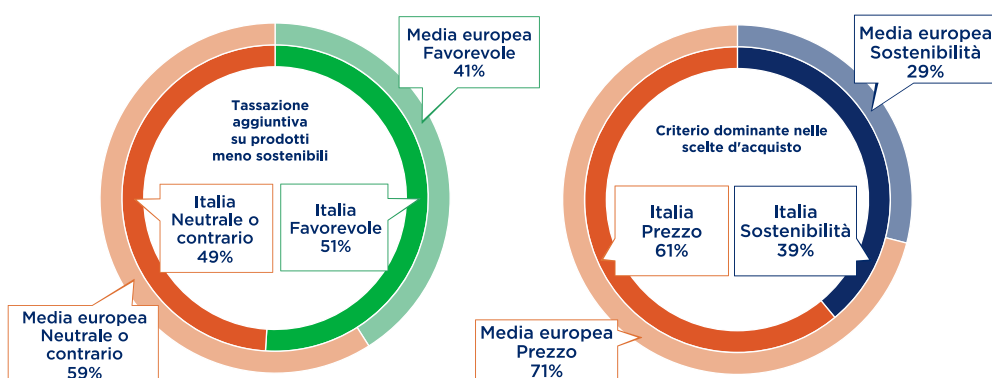 Media europea
Favorevole
41%
Tassazione
aggiuntiva
su prodotti
meno sostenibili
Italia
Neutrale o
contrario
49%
Italia
Favorevole
51%
Media europea
Neutrale o
contrario
59%
Media europea
Sostenibilità
29%
Criterio dominante nelle
scelte d'acquisto
Italia
Prezzo
61%
Italia
Sostenibilità
39%
Media europea
Prezzo
71%